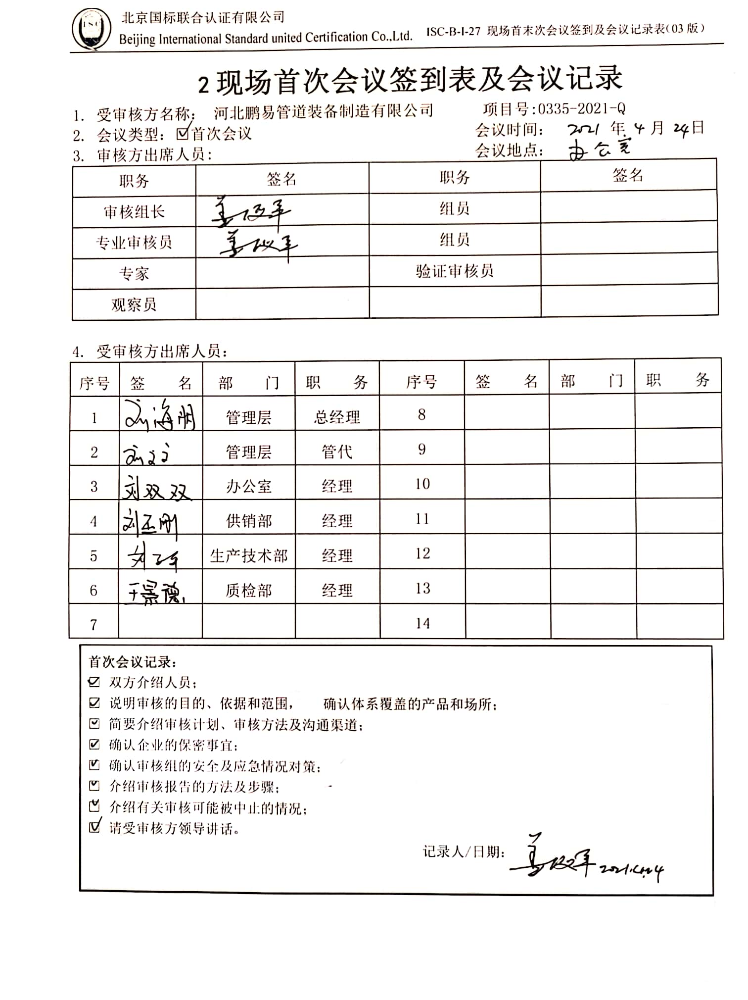 ISC
北京国标联合认证有限公司
Beijing International Standard united Certification Co.,Ltd. ISC-B-I-27 现场首末次会议签到及会议记录表(03 版)
2 现场首次会议签到表及会议记录
1. 受审核方名称: 河北鹏易管道装备制造有限公司 项目号:0335-2021-Q
2. 会议类型:☑首次会议 会议时间: 2021 年 4 月 24日
3. 审核方出席人员: 会议地点: 办公室
职务 签名 职务 签名
审核组长 组员
专业审核员 组员
专家 验证审核员
观察员
4. 受审核方出席人员:
序号 签 名 部 门 职 务 序号 签 名 部 门 职 务
1 刘海朋 管理层 总经理 8
2 管理层 管代 9
3 刘双双 办公室 经理 10
4 刘 刚 供销部 经理 11
5 刘 生产技术部 经理 12
6 王景德 质检部 经理 13
7 14
首次会议记录:
☑ 双方介绍人员;
☑ 说明审核的目的、依据和范围, 确认体系覆盖的产品和场所;
☑ 简要介绍审核计划、审核方法及沟通渠道;
☑ 确认企业的保密事宜;
☑ 确认审核组的安全及应急情况对策;
☑ 介绍审核报告的方法及步骤;
☑ 介绍有关审核可能被中止的情况;
☑ 请受审核方领导讲话。
记录人/日期: 2021.4.24